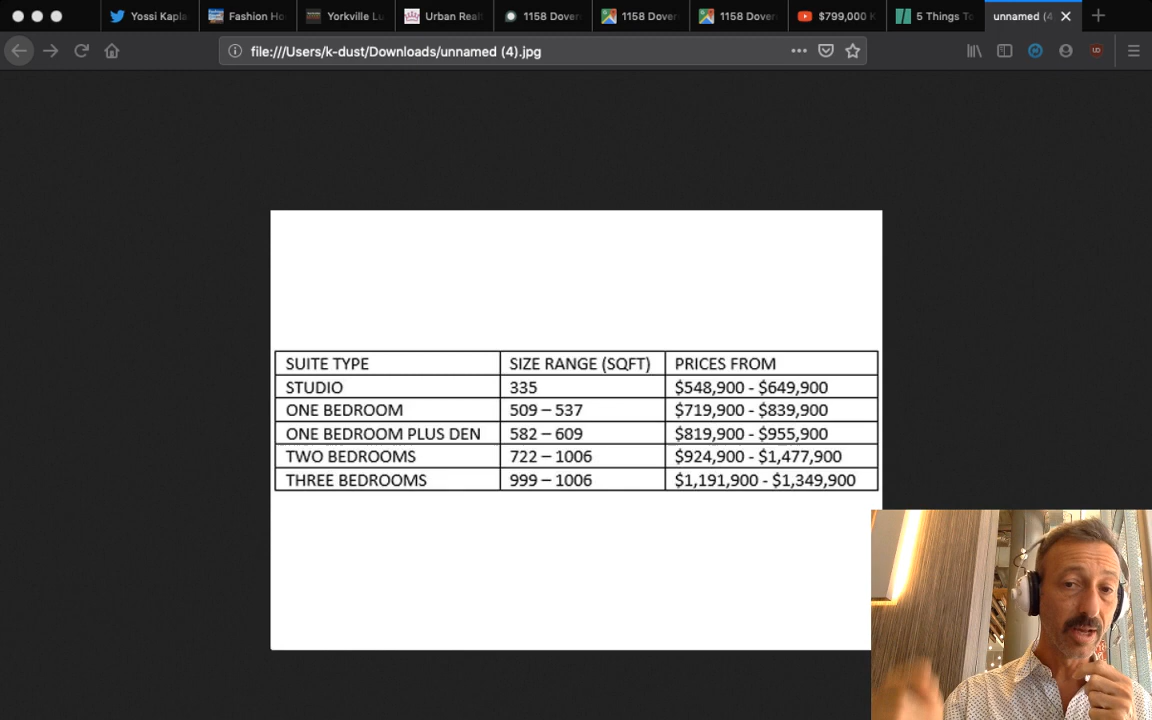 Yossi Kapla
Fashion Ho
Yorkville Lu
Urban Real
1158 Dover
1158 Dover
1158 Dover
$799,000
5 Things To
unnamed (4
file:///Users/k-dust/Downloads/unnamed (4).jpg
SUITE TYPE SIZE RANGE (SQFT) PRICES FROM
STUDIO 335 $548,900 - $649,900
ONE BEDROOM 509 – 537 $719,900 - $839,900
ONE BEDROOM PLUS DEN 582 – 609 $819,900 - $955,900
TWO BEDROOMS 722 – 1006 $924,900 - $1,477,900
THREE BEDROOMS 999 – 1006 $1,191,900 - $1,349,900